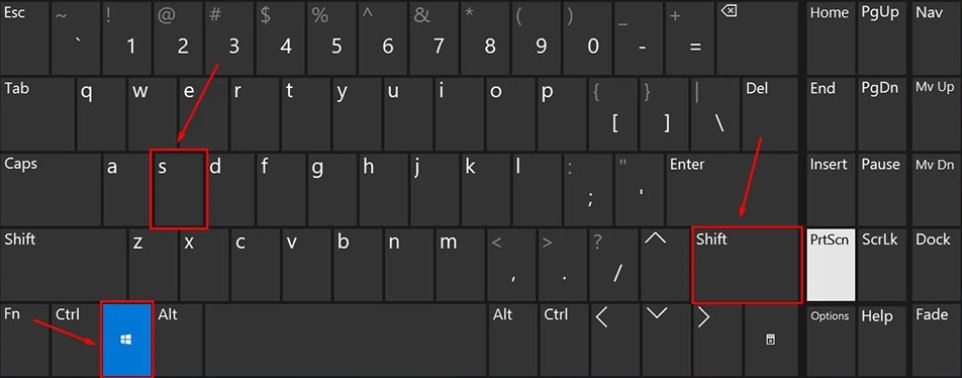 Esc ~ ` ! 1 @ 2 # 3 $ 4 % 5 ^ 6 & 7 * 8 ( 9 ) 0 _ - + = Home PgUp Nav
Tab q w e r t y u i o p { [ } ] | \ Del End PgDn Mv Up
Caps a s d f g h j k l : ; " ' Enter Insert Pause Mv Dn
Shift z x c v b n m < , > . ? / Shift PrtScn ScrLk Dock
Fn Ctrl Alt Alt Ctrl Options Help Fade